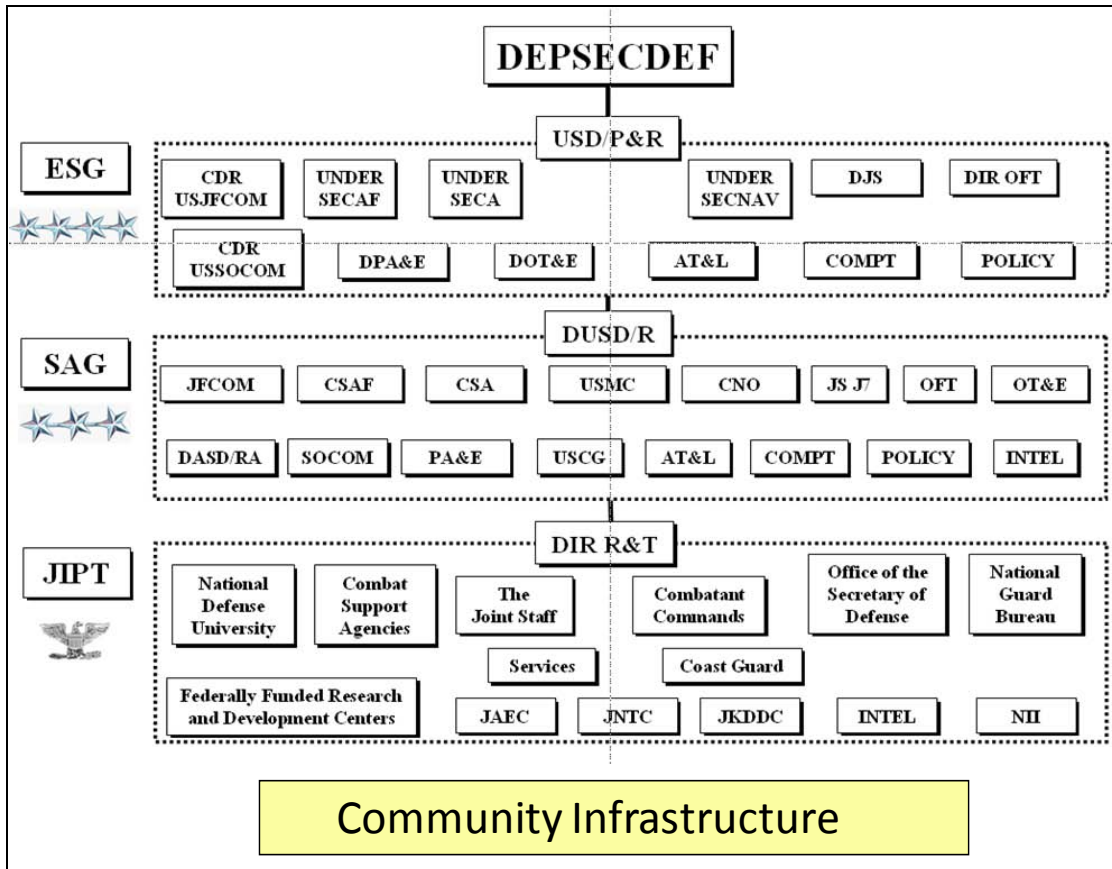 DEPSECDEF
USD/P&R
ESG
CDR
USJFCOM
UNDER
SECAF
UNDER
SECA
UNDER
SECNAV
DJS
DIR OFT
CDR
USSOCOM
DPA&E
DOT&E
AT&L
COMPT
POLICY
DUSD/R
SAG
JFCOM
CSAF
CSA
USMC
CNO
JS J7
OFT
OT&E
DASD/RA
SOCOM
PA&E
USCG
AT&L
COMPT
POLICY
INTEL
DIR R&T
JIPT
National
Defense
University
Combat
Support
Agencies
The
Joint Staff
Combatant
Commands
Office of the
Secretary of
Defense
National
Guard
Bureau
Services
Coast Guard
Federally Funded Research
and Development Centers
JAEC
JNTC
JKDDC
INTEL
NII
Community Infrastructure